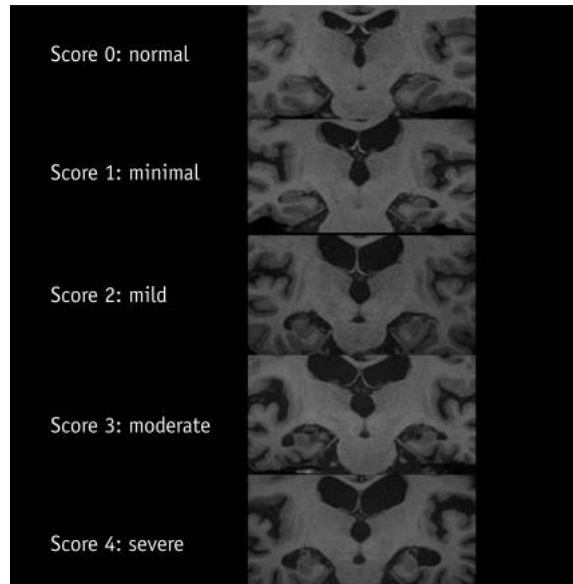 Score 0: normal
Score 1: minimal
Score 2: mild
Score 3: moderate
Score 4: severe